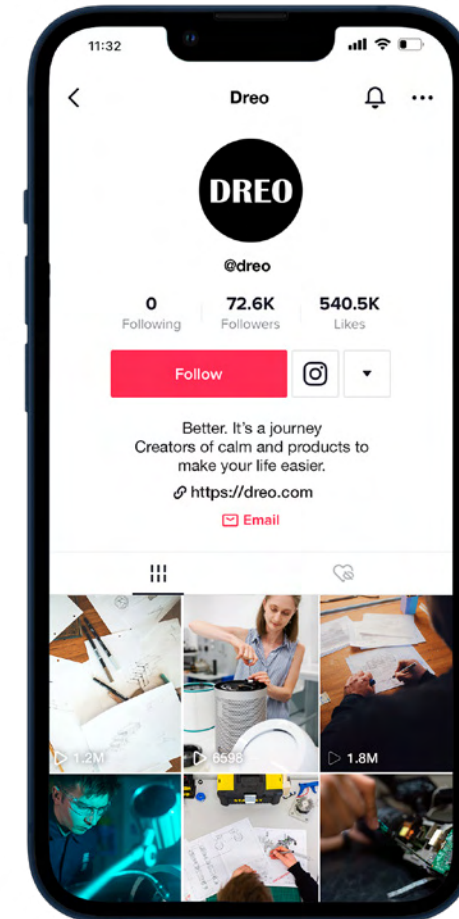 11:32
Dreo
DREO
@dreo
0 72.6K 540.5K
Following Followers Likes
Follow
Better. It's a journey
Creators of calm and products to
make your life easier.
https://dreo.com
Email
1.2M 6598 1.8M